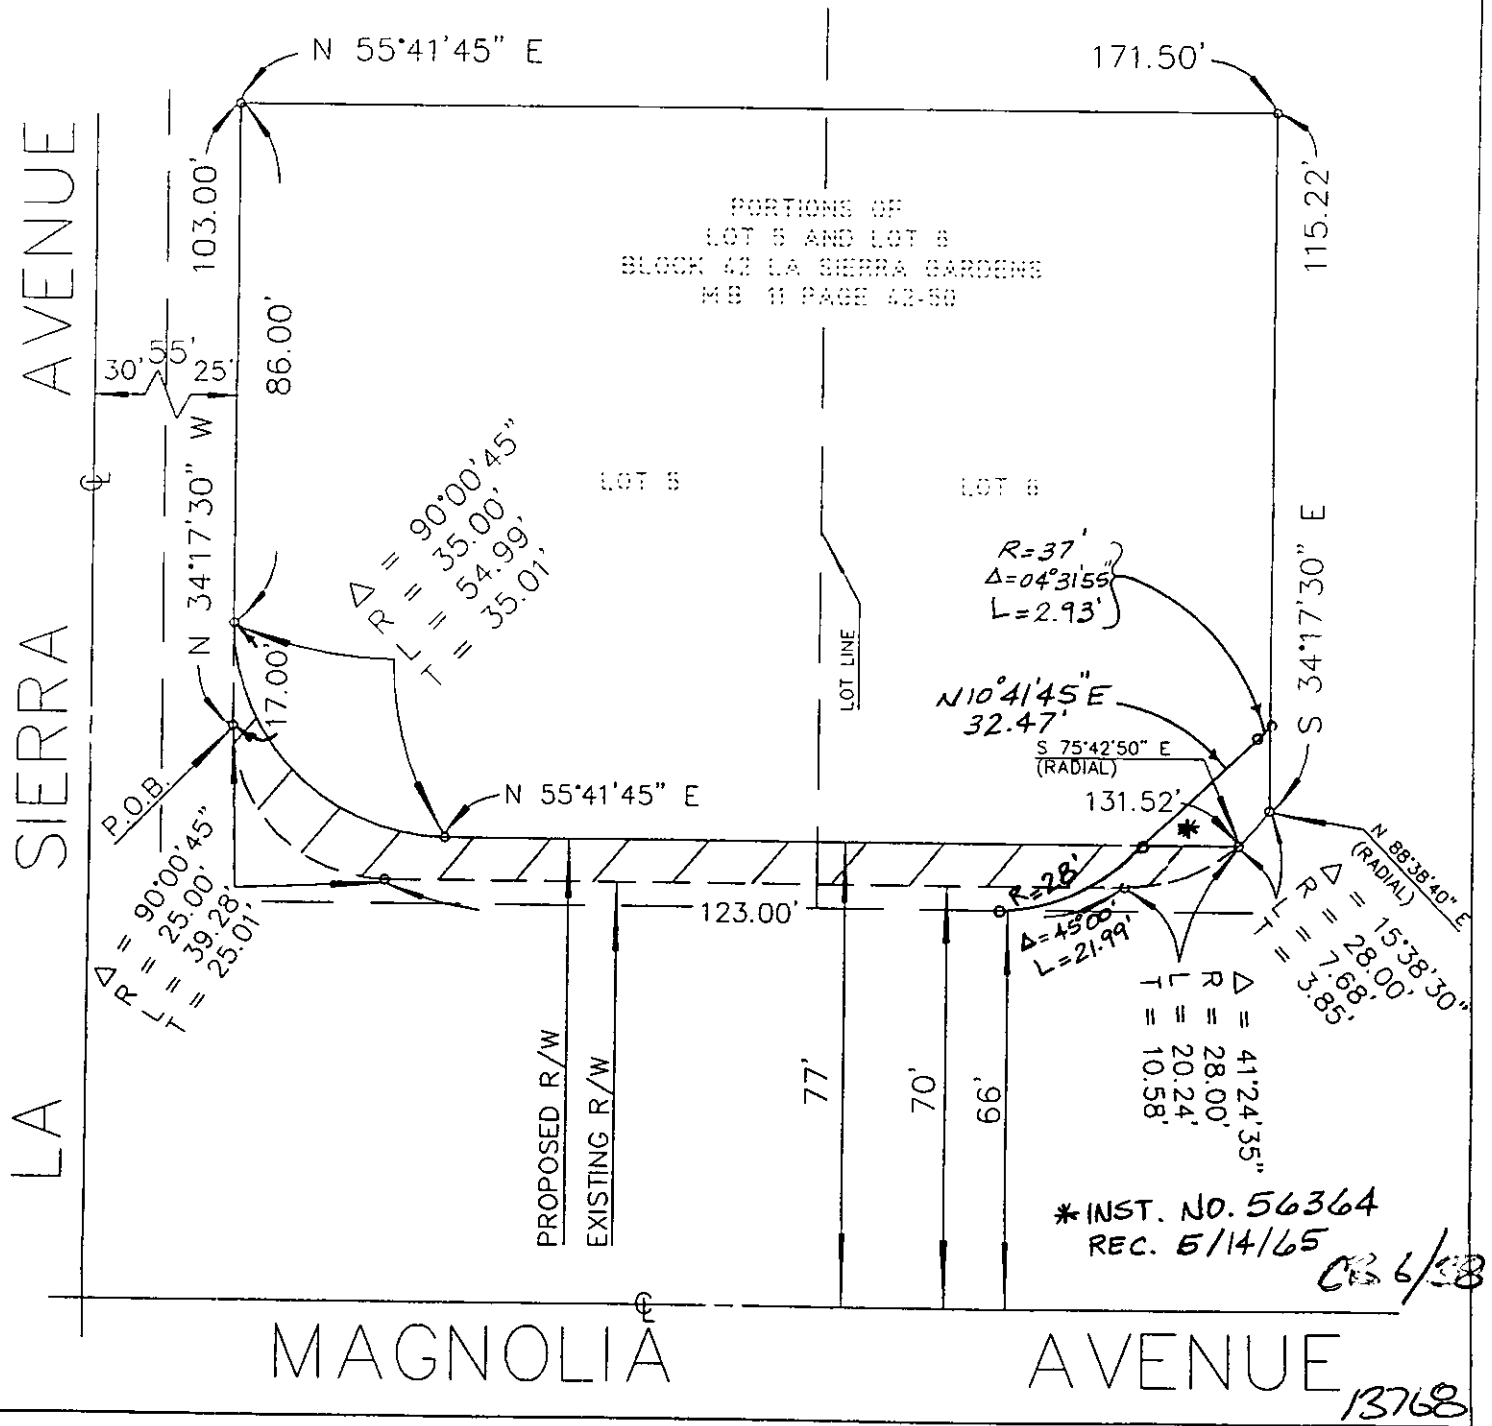 N 55°41'45" E
171.50'
LA SIERRA AVENUE
103.00'
115.22'
PORTIONS OF
LOT 5 AND LOT 6
BLOCK 42 LA SIERRA GARDENS
M B 11 PAGE 42-50
86.00'
55'
30'
25'
N 34°17'30" W
℄
LOT 5
LOT 6
Δ = 90°00'45"
R = 35.00'
L = 54.99'
T = 35.01'
R=37'
Δ=04°31'55"
L=2.93'
S 34°17'30" E
LOT LINE
N10°41'45"E
32.47'
17.00'
S 75°42'50" E
(RADIAL)
131.52'
P.O.B.
N 55°41'45" E
N 88°38'40" E
(RADIAL)
Δ = 90°00'45"
R = 25.00'
L = 39.28'
T = 25.01'
123.00'
R=28'
Δ=45°00'
L=21.99'
Δ = 15°38'30"
R = 28.00'
L = 7.68'
T = 3.85'
Δ = 41°24'35"
R = 28.00'
L = 20.24'
T = 10.58'
PROPOSED R/W
EXISTING R/W
77'
70'
66'
*
* INST. NO. 56364
REC. 5/14/65
℄
MAGNOLIA AVENUE
13768